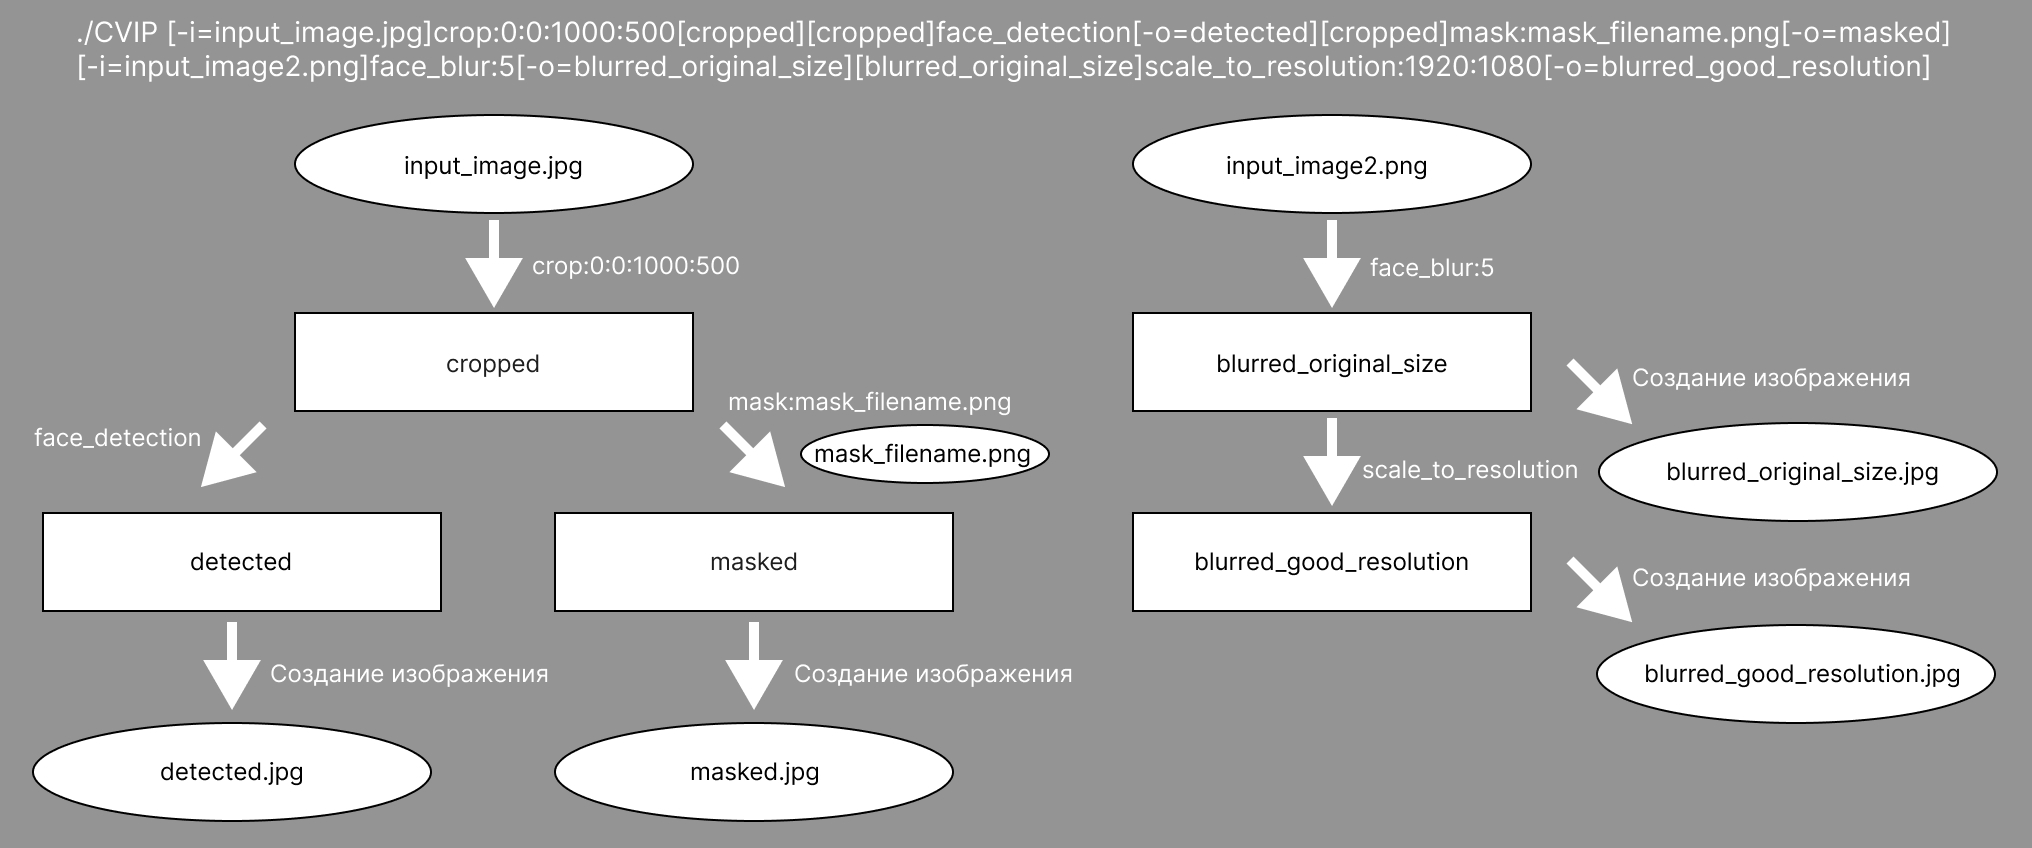 ./CVIP [-i=input_image.jpg]crop:0:0:1000:500[cropped][cropped]face_detection[-o=detected][cropped]mask:mask_filename.png[-o=masked]
[-i=input_image2.png]face_blur:5[-o=blurred_original_size][blurred_original_size]scale_to_resolution:1920:1080[-o=blurred_good_resolution]
input_image.jpg
crop:0:0:1000:500
cropped
face_detection
mask:mask_filename.png
mask_filename.png
detected
masked
Создание изображения
Создание изображения
detected.jpg
masked.jpg
input_image2.png
face_blur:5
blurred_original_size
Создание изображения
scale_to_resolution
blurred_original_size.jpg
blurred_good_resolution
Создание изображения
blurred_good_resolution.jpg